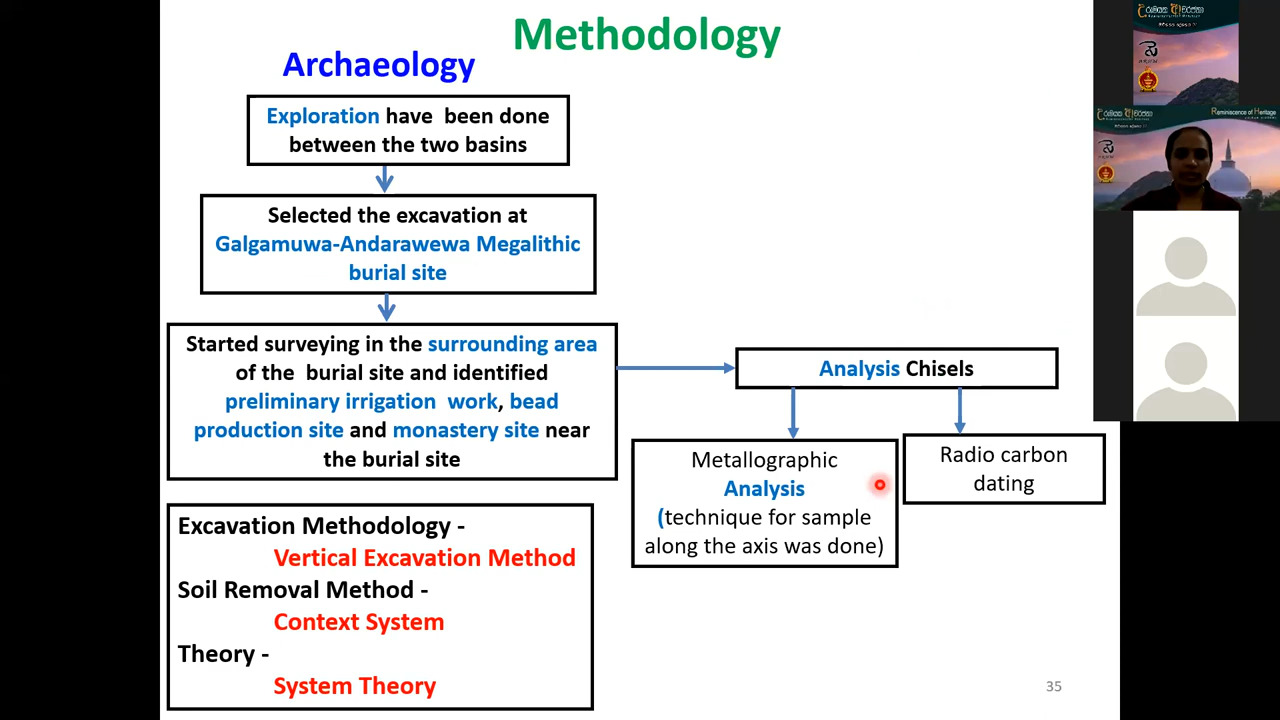 Methodology
Archaeology
Exploration have been done
between the two basins
Selected the excavation at
Galgamuwa-Andarawewa Megalithic
burial site
Started surveying in the surrounding area
of the burial site and identified
preliminary irrigation work, bead
production site and monastery site near
the burial site
Analysis Chisels
Metallographic
Analysis
(technique for sample
along the axis was done)
Radio carbon
dating
Excavation Methodology -
Vertical Excavation Method
Soil Removal Method -
Context System
Theory -
System Theory
35
Reminiscence of Heritage